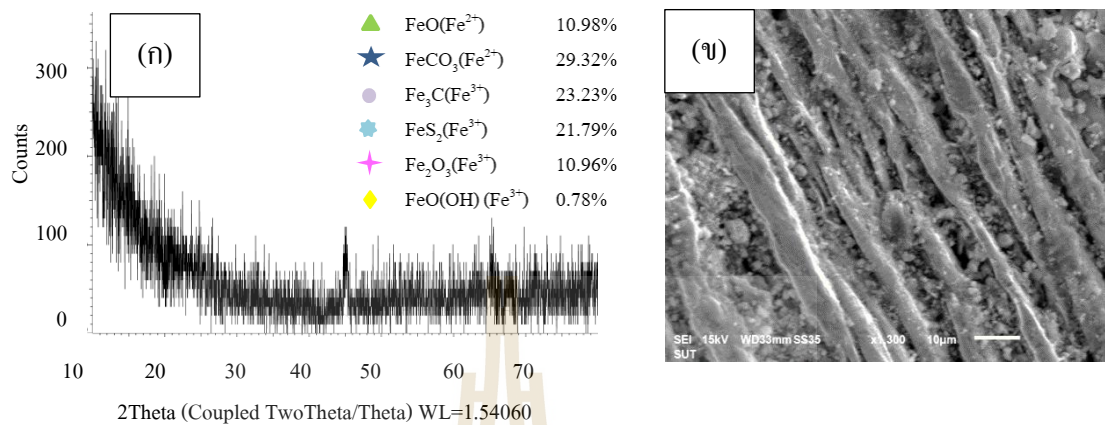 (ก)
FeO(Fe²⁺) 10.98%
FeCO₃(Fe²⁺) 29.32%
Fe₃C(Fe³⁺) 23.23%
FeS₂(Fe³⁺) 21.79%
Fe₂O₃(Fe³⁺) 10.96%
FeO(OH) (Fe³⁺) 0.78%
Counts
300
200
100
0
10 20 30 40 50 60 70
2Theta (Coupled TwoTheta/Theta) WL=1.54060
(ข)
SEI 15kV WD33mm SS35 x1,300 10μm
SUT